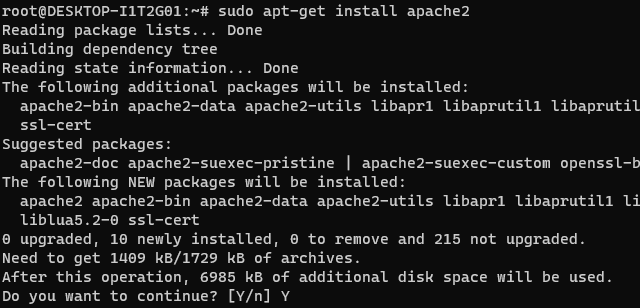 root@DESKTOP-I1T2G01:~# sudo apt-get install apache2
Reading package lists... Done
Building dependency tree
Reading state information... Done
The following additional packages will be installed:
  apache2-bin apache2-data apache2-utils libapr1 libaprutil1 libaprutil
  ssl-cert
Suggested packages:
  apache2-doc apache2-suexec-pristine | apache2-suexec-custom openssl-b
The following NEW packages will be installed:
  apache2 apache2-bin apache2-data apache2-utils libapr1 libaprutil1 li
  liblua5.2-0 ssl-cert
0 upgraded, 10 newly installed, 0 to remove and 215 not upgraded.
Need to get 1409 kB/1729 kB of archives.
After this operation, 6985 kB of additional disk space will be used.
Do you want to continue? [Y/n] Y